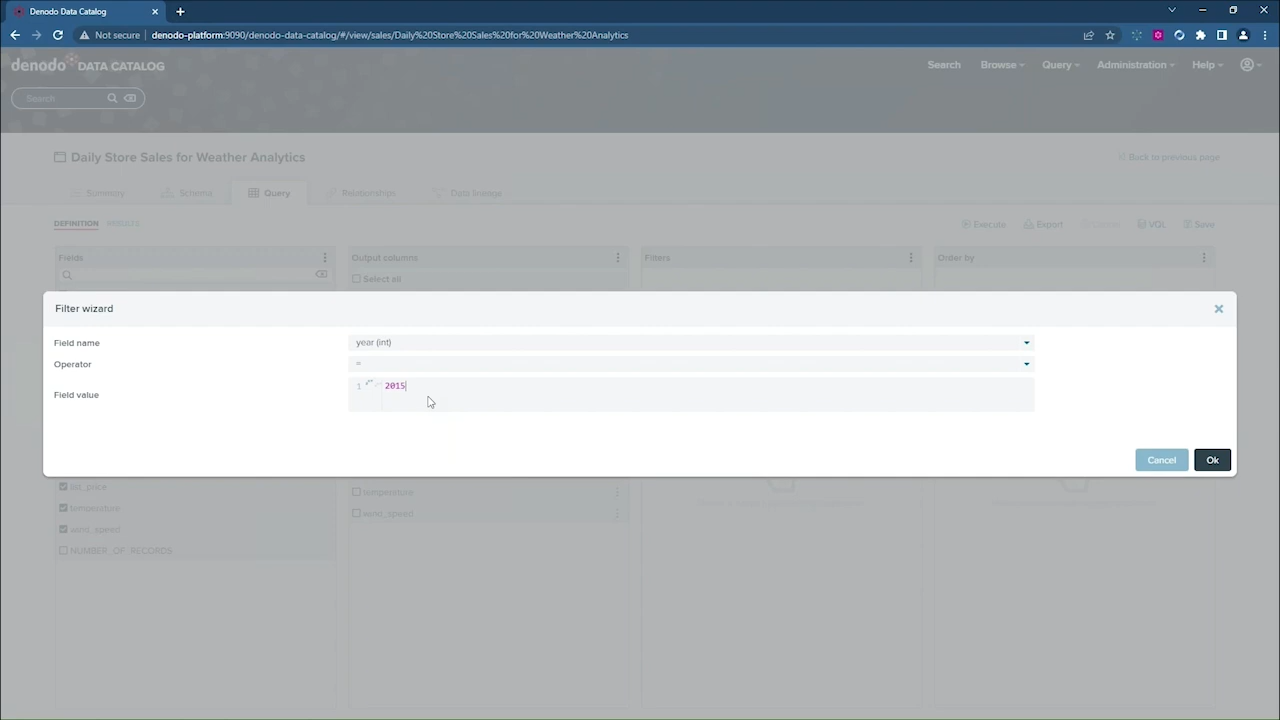 Denodo Data Catalog
Not secure denodo-platform:9090/denodo-data-catalog/#/view/sales/Daily%20Store%20Sales%20for%20Weather%20Analytics
denodo DATA CATALOG
Search Browse Query Administration Help
Search
Daily Store Sales for Weather Analytics
Back to previous page
Summary Schema Query Relationships Data lineage
DEFINITION RESULTS
Execute Export VQL Save
Fields Output columns Filters Order by
Select all
Filter wizard
Field name year (int)
Operator =
Field value 1 2015
Cancel Ok
list_price
temperature temperature
wind_speed wind_speed
NUMBER_OF_RECORDS